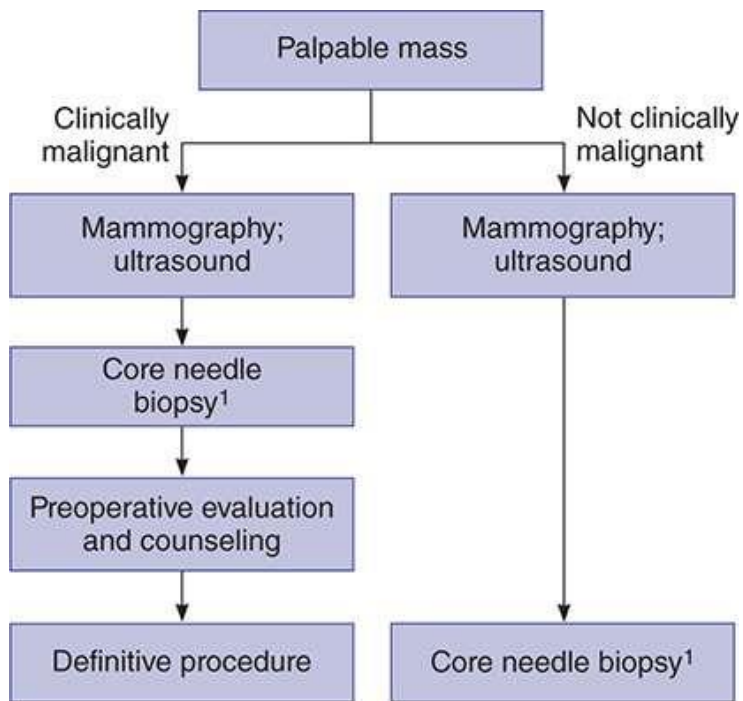 Palpable mass
Clinically
malignant
Not clinically
malignant
Mammography;
ultrasound
Mammography;
ultrasound
Core needle
biopsy¹
Preoperative evaluation
and counseling
Definitive procedure
Core needle biopsy¹